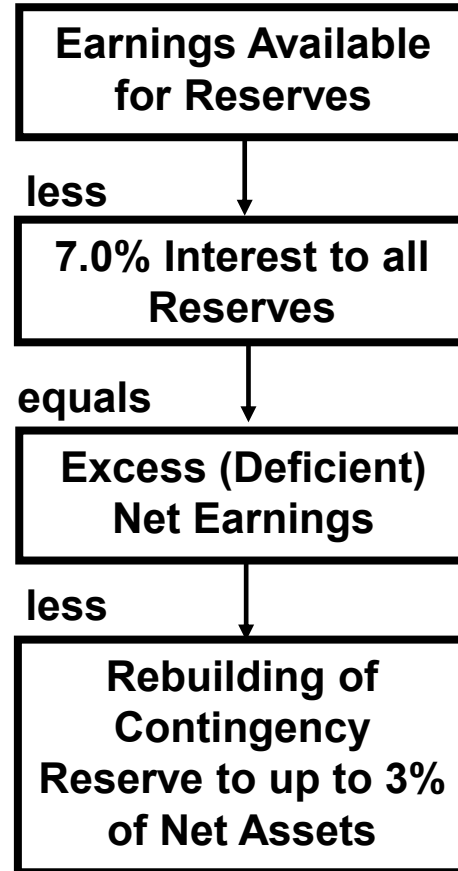 Earnings Available
for Reserves
less
7.0% Interest to all
Reserves
equals
Excess (Deficient)
Net Earnings
less
Rebuilding of
Contingency
Reserve to up to 3%
of Net Assets